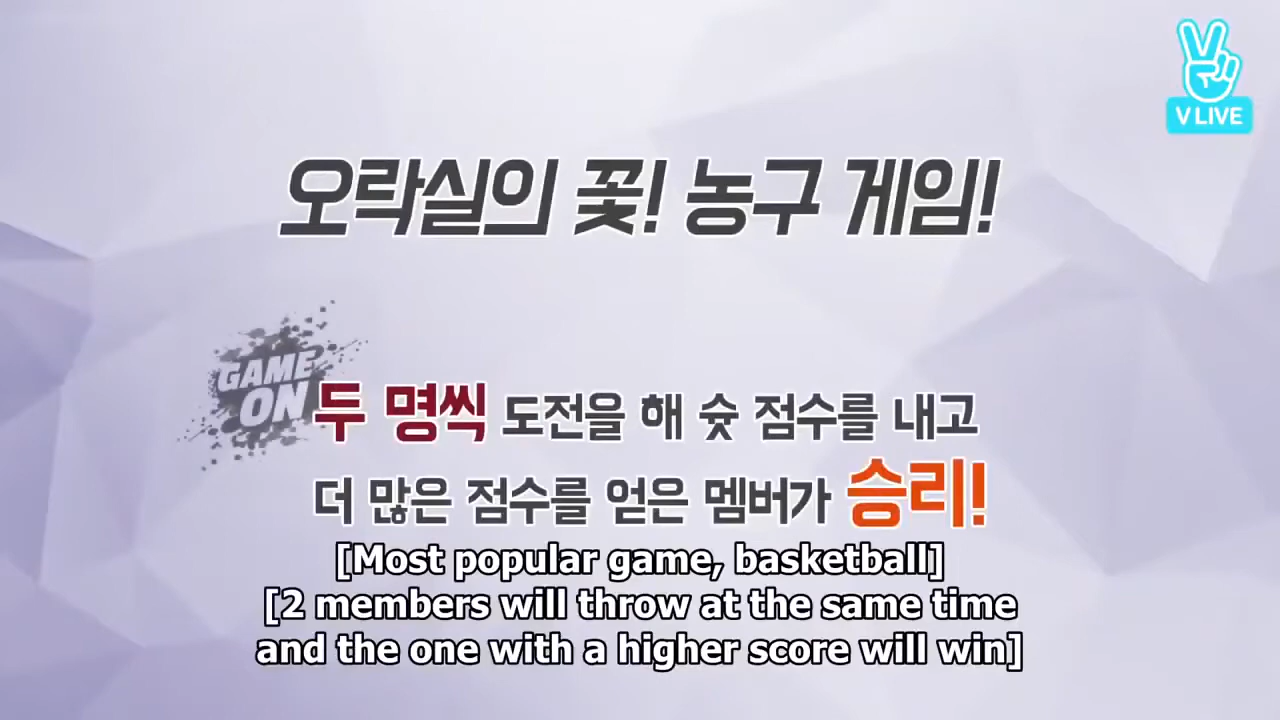 V
V LIVE
오락실의 꽃! 농구 게임!
GAME
ON
두 명씩 도전을 해 슛 점수를 내고
더 많은 점수를 얻은 멤버가 승리!
[Most popular game, basketball]
[2 members will throw at the same time
and the one with a higher score will win]